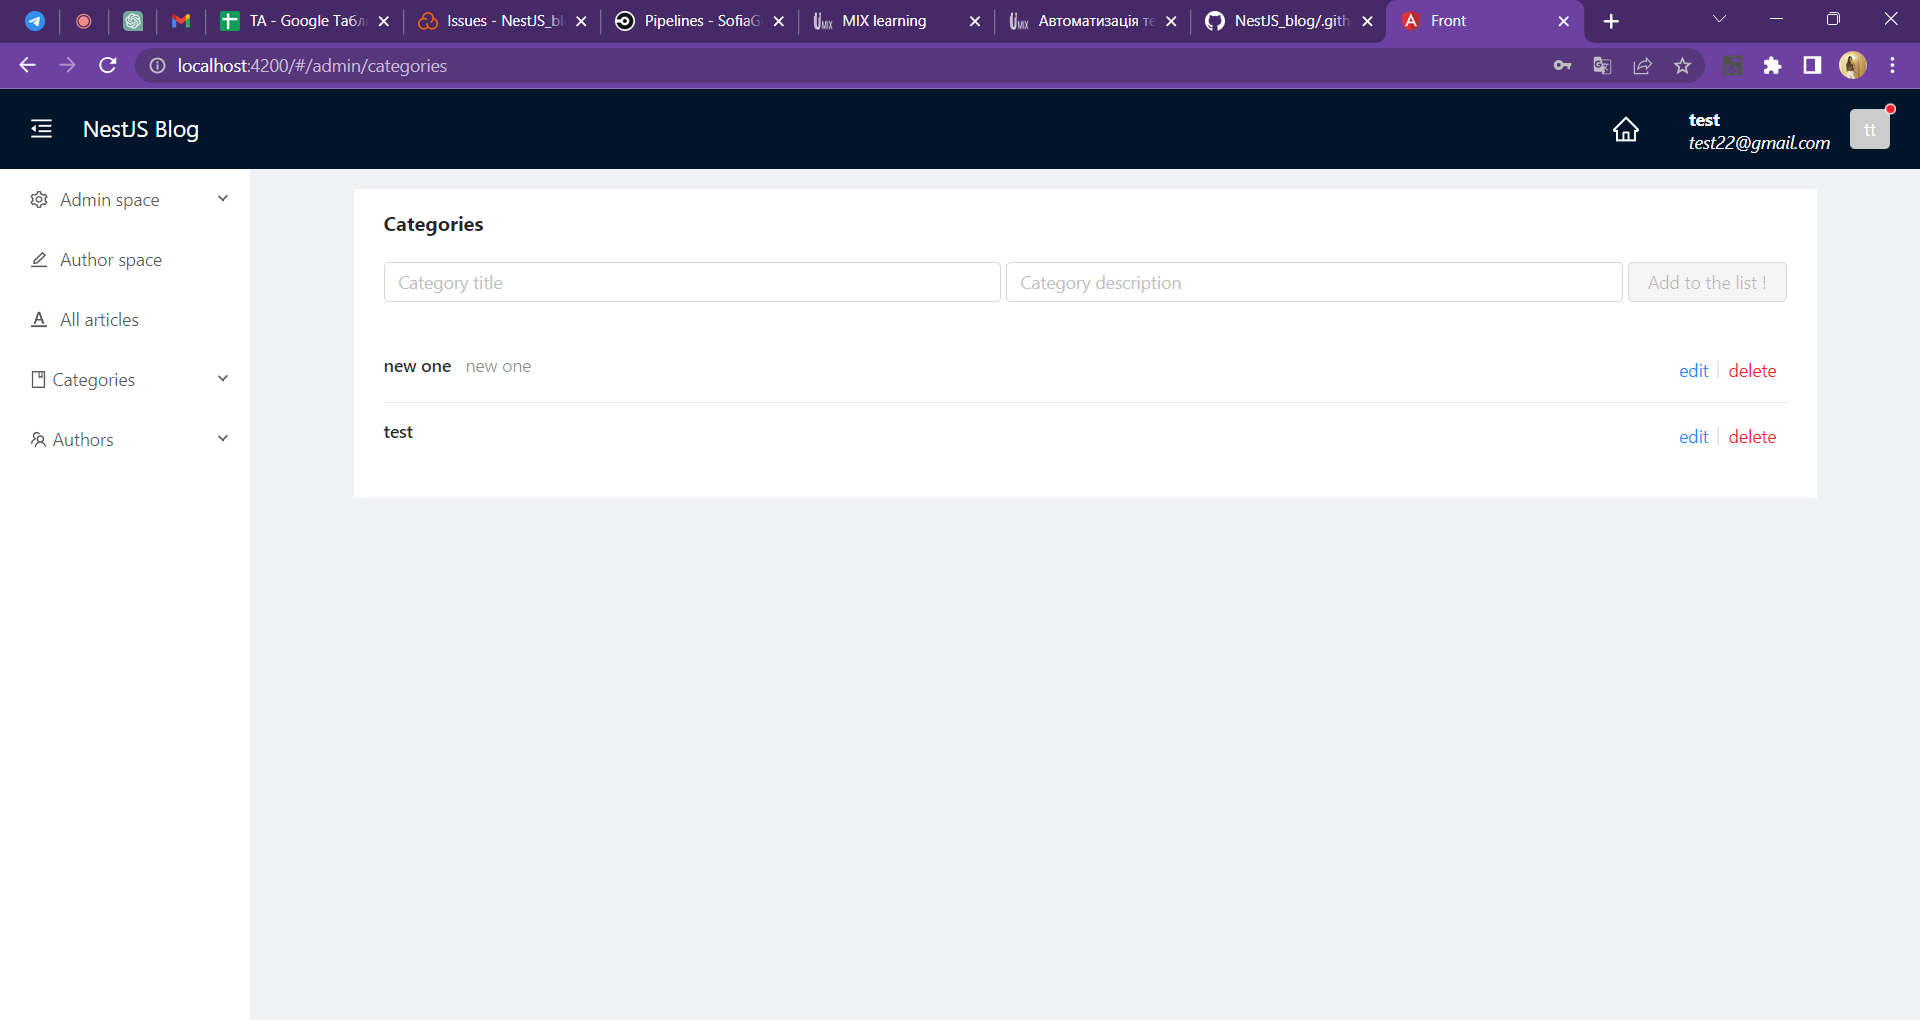 TA - Google Табл
Issues - NestJS_bl
Pipelines - SofiaG
MIX learning
Автоматизація те
NestJS_blog/.gith
Front
localhost:4200/#/admin/categories
NestJS Blog
test
test22@gmail.com
tt
Admin space
Author space
All articles
Categories
Authors
Categories
Category title
Category description
Add to the list !
new one new one
edit delete
test
edit delete